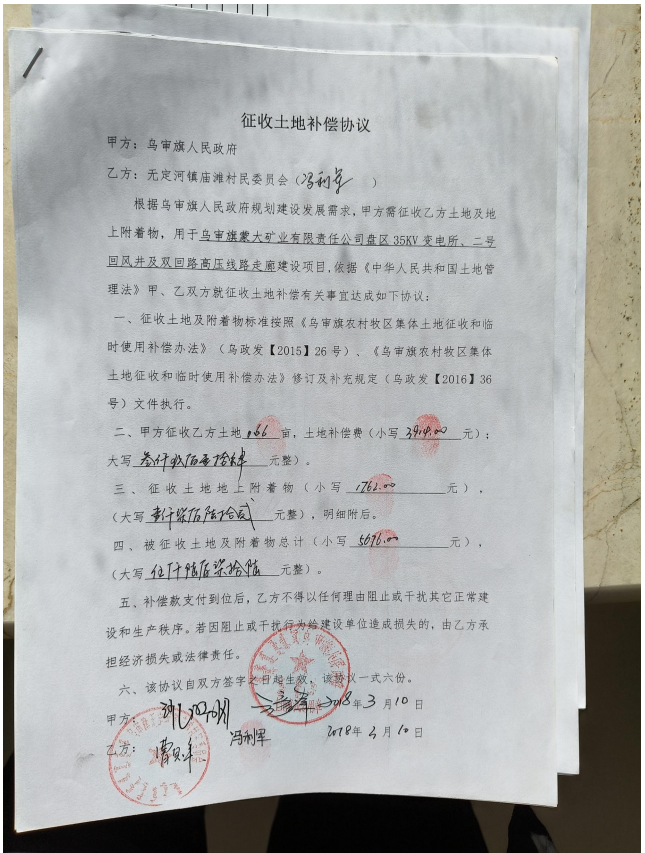 征收土地补偿协议
甲方：乌审旗人民政府
乙方：无定河镇庙滩村民委员会（冯利军）
根据乌审旗人民政府规划建设发展需求，甲方需征收乙方土地及地
上附着物，用于乌审旗蒙大矿业有限责任公司盘区35KV变电所、二号
回风井及双回路高压线路走廊建设项目，依据《中华人民共和国土地管
理法》甲、乙双方就征收土地补偿有关事宜达成如下协议：
一、征收土地及附着物标准按照《乌审旗农村牧区集体土地征收和临
时使用补偿办法》（乌政发【2015】26号）、《乌审旗农村牧区集体
土地征收和临时使用补偿办法》修订及补充规定（乌政发【2016】36
号）文件执行。
二、甲方征收乙方土地 亩，土地补偿费（小写 3914.00 元）；
大写 叁仟玖佰壹拾肆 元整）。
三、征收土地地上附着物（小写 1762.00 元），
（大写 壹仟柒佰陆拾贰 元整），明细附后。
四、被征收土地及附着物总计（小写 5676.00 元），
（大写 伍仟陆佰柒拾陆 元整）。
五、补偿款支付到位后，乙方不得以任何理由阻止或干扰其它正常建
设和生产秩序。若因阻止或干扰行为给建设单位造成损失的，由乙方承
担经济损失或法律责任。
六、该协议自双方签字之日起生效，该协议一式六份。
甲方： 2018年3月10日
乙方： 冯利军 2018年3月10日